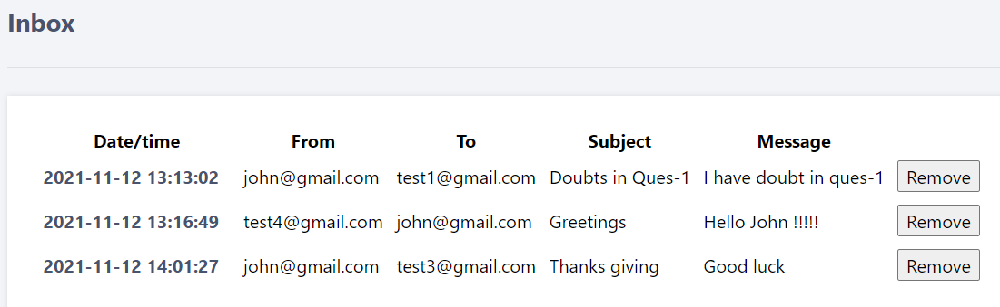 Inbox
Date/time From To Subject Message
2021-11-12 13:13:02 john@gmail.com test1@gmail.com Doubts in Ques-1 I have doubt in ques-1 Remove
2021-11-12 13:16:49 test4@gmail.com john@gmail.com Greetings Hello John !!!!! Remove
2021-11-12 14:01:27 john@gmail.com test3@gmail.com Thanks giving Good luck Remove